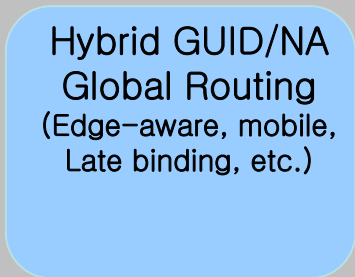 Hybrid GUID/NA
Global Routing
(Edge-aware, mobile,
Late binding, etc.)